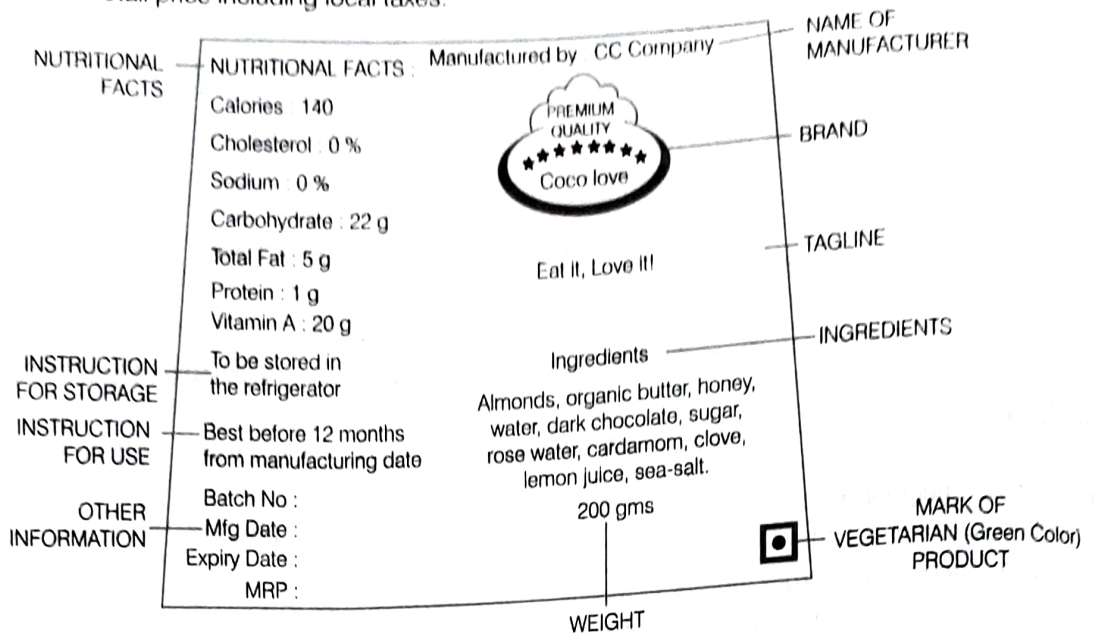 price including local taxes.
NUTRITIONAL
FACTS
NUTRITIONAL FACTS :
Calories : 140
Cholesterol : 0 %
Sodium : 0 %
Carbohydrate : 22 g
Total Fat : 5 g
Protein : 1 g
Vitamin A : 20 g
INSTRUCTION
FOR STORAGE
To be stored in
the refrigerator
INSTRUCTION
FOR USE
Best before 12 months
from manufacturing date
OTHER
INFORMATION
Batch No :
Mfg Date :
Expiry Date :
MRP :
Manufactured by CC Company
NAME OF
MANUFACTURER
PREMIUM
QUALITY
Coco love
BRAND
Eat it, Love it!
TAGLINE
Ingredients
INGREDIENTS
Almonds, organic butter, honey,
water, dark chocolate, sugar,
rose water, cardamom, clove,
lemon juice, sea-salt.
200 gms
WEIGHT
MARK OF
VEGETARIAN (Green Color)
PRODUCT